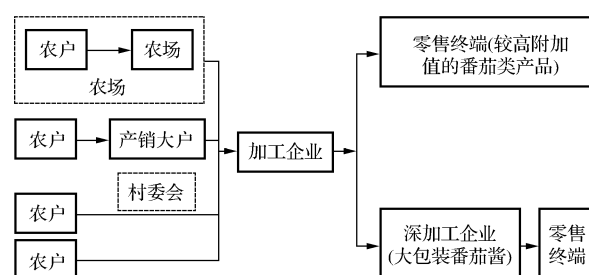 农户
农场
农场
农户
产销大户
村委会
农户
农户
加工企业
零售终端(较高附加
值的番茄类产品)
深加工企业
(大包装番茄酱)
零售
终端